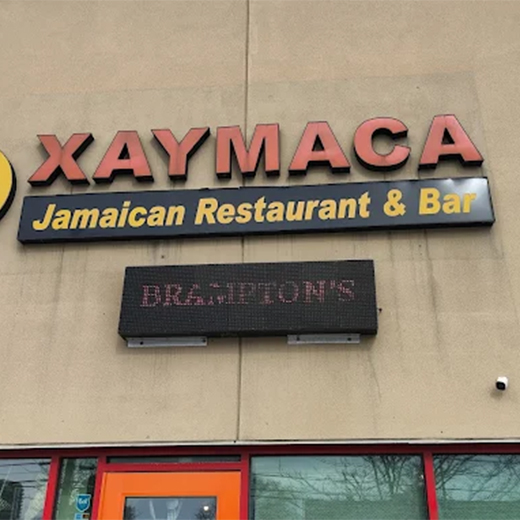 XAYMACA
Jamaican Restaurant & Bar
BRAMPTON'S